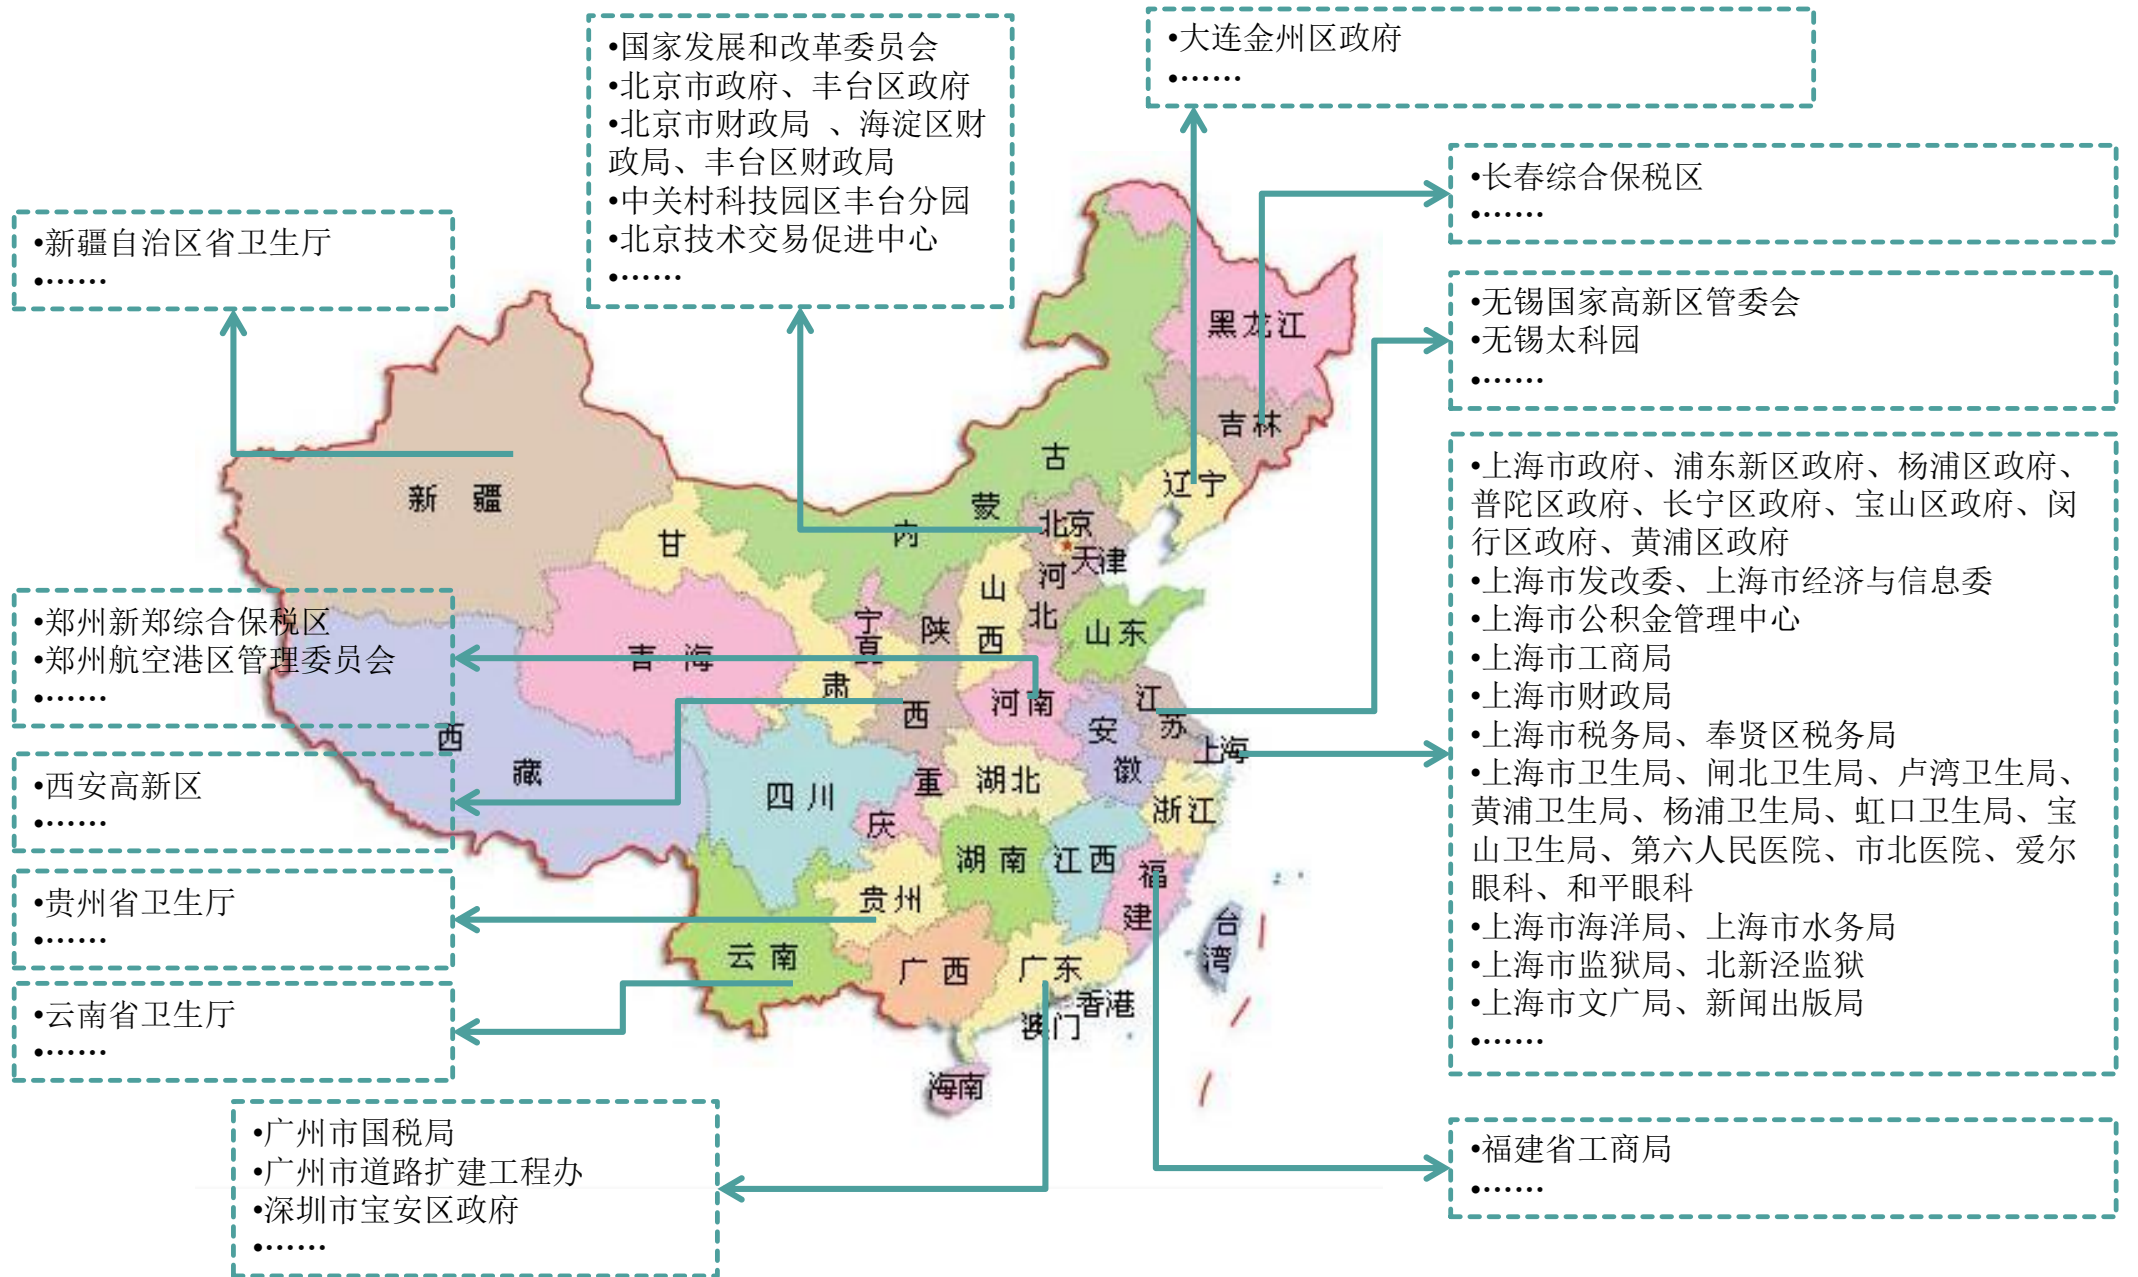 •国家发展和改革委员会
•北京市政府、丰台区政府
•北京市财政局 、海淀区财
政局、丰台区财政局
•中关村科技园区丰台分园
•北京技术交易促进中心
•……
•大连金州区政府
•……
•长春综合保税区
•……
•新疆自治区省卫生厅
•……
•无锡国家高新区管委会
•无锡太科园
•……
•上海市政府、浦东新区政府、杨浦区政府、
普陀区政府、长宁区政府、宝山区政府、闵
行区政府、黄浦区政府
•上海市发改委、上海市经济与信息委
•上海市公积金管理中心
•上海市工商局
•上海市财政局
•上海市税务局、奉贤区税务局
•上海市卫生局、闸北卫生局、卢湾卫生局、
黄浦卫生局、杨浦卫生局、虹口卫生局、宝
山卫生局、第六人民医院、市北医院、爱尔
眼科、和平眼科
•上海市海洋局、上海市水务局
•上海市监狱局、北新泾监狱
•上海市文广局、新闻出版局
•……
•郑州新郑综合保税区
•郑州航空港区管理委员会
•……
•西安高新区
•……
•贵州省卫生厅
•……
•云南省卫生厅
•……
•广州市国税局
•广州市道路扩建工程办
•深圳市宝安区政府
•……
•福建省工商局
•……
黑龙江
吉林
辽宁
内蒙古
新疆
北京
天津
河北
山西
山东
甘肃
宁夏
陕西
青海
河南
江苏
安徽
上海
西藏
四川
重庆
湖北
浙江
湖南
江西
福建
贵州
云南
广西
广东
台湾
香港
澳门
海南